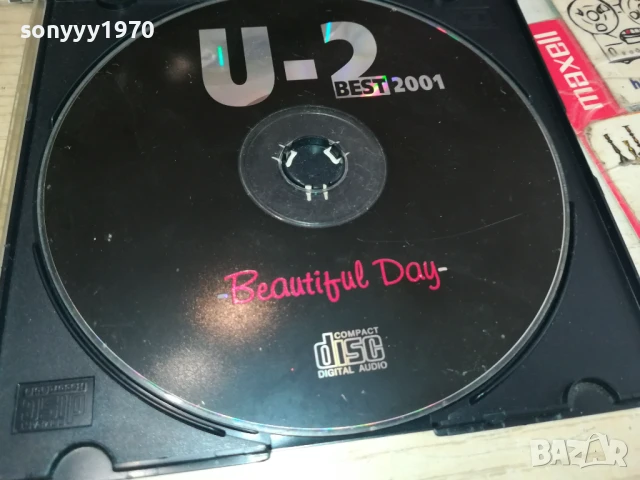 sonyyy1970
U-2
BEST 2001
maxell
-Beautiful Day-
COMPACT
disc
DIGITAL AUDIO
BAZAR